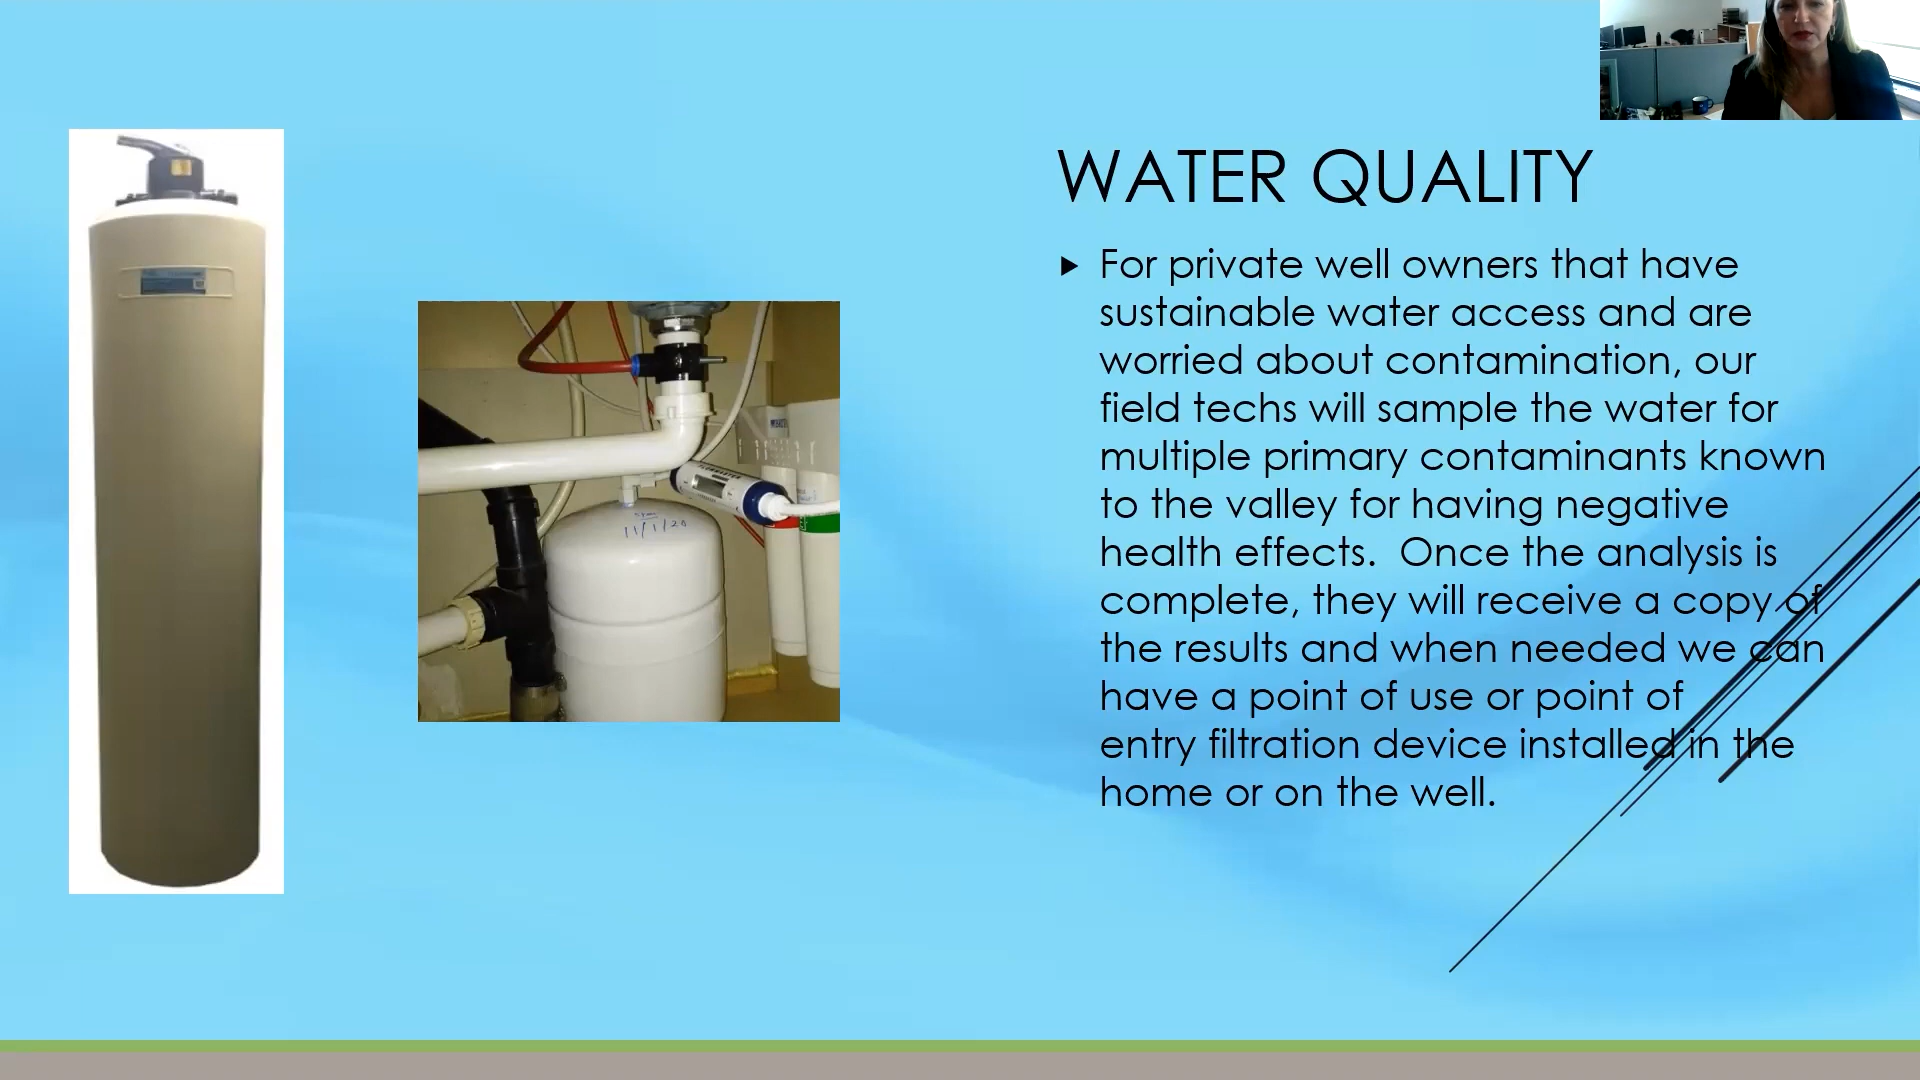 WATER QUALITY
For private well owners that have
sustainable water access and are
worried about contamination, our
field techs will sample the water for
multiple primary contaminants known
to the valley for having negative
health effects.  Once the analysis is
complete, they will receive a copy of
the results and when needed we can
have a point of use or point of
entry filtration device installed in the
home or on the well.
11/1/20